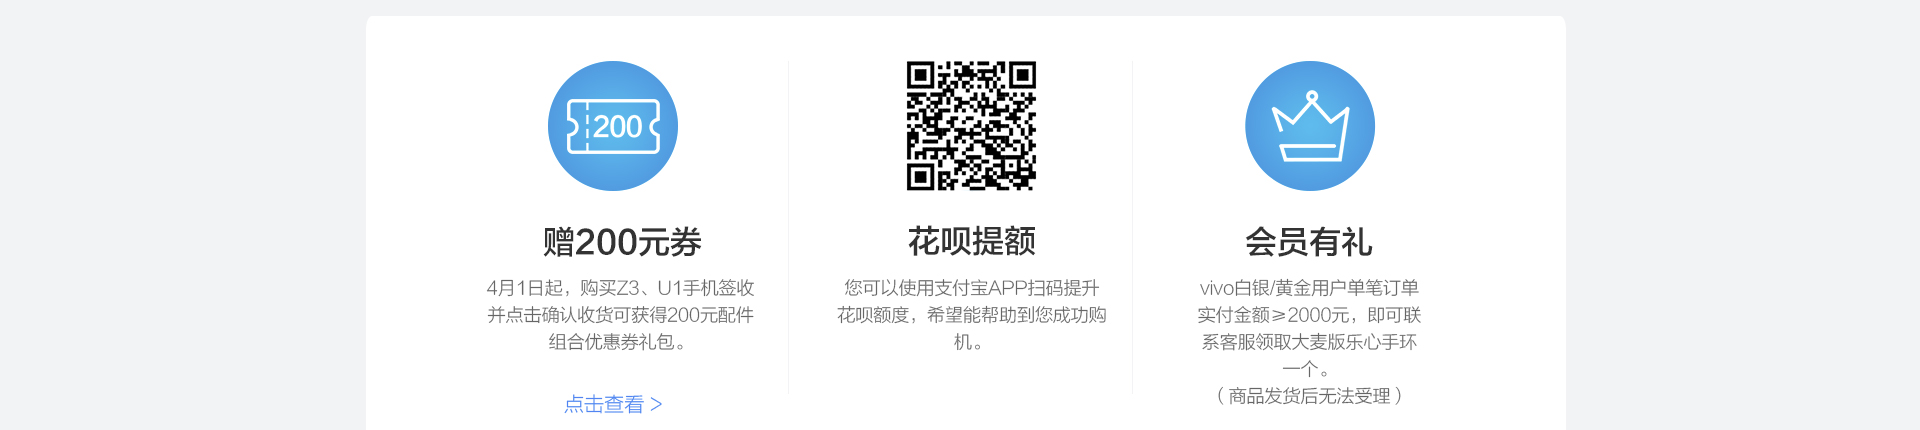 200
赠200元券
4月1日起，购买Z3、U1手机签收
并点击确认收货可获得200元配件
组合优惠券礼包。
点击查看 >
花呗提额
您可以使用支付宝APP扫码提升
花呗额度，希望能帮助到您成功购
机。
会员有礼
vivo白银/黄金用户单笔订单
实付金额≥2000元，即可联
系客服领取大麦版乐心手环
一个。
（商品发货后无法受理）